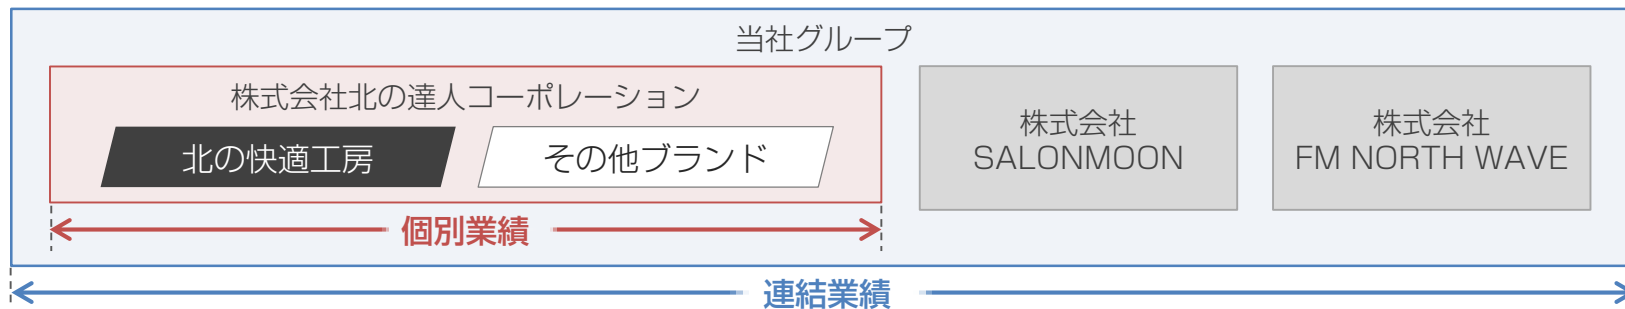 当社グループ
株式会社北の達人コーポレーション
北の快適工房
その他ブランド
株式会社
SALONMOON
株式会社
FM NORTH WAVE
個別業績
連結業績